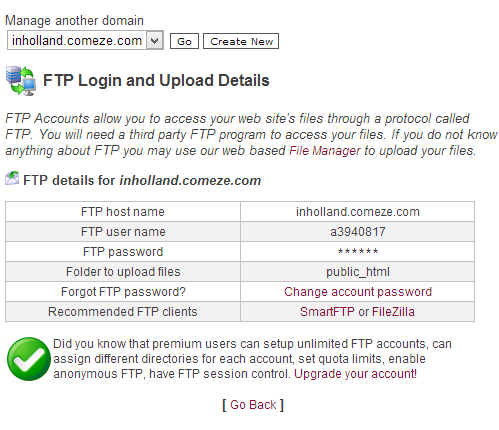 Manage another domain
inholland.comeze.com Go Create New
FTP Login and Upload Details
FTP Accounts allow you to access your web site's files through a protocol called
FTP. You will need a third party FTP program to access your files. If you do not know
anything about FTP you may use our web based File Manager to upload your files.
FTP details for inholland.comeze.com
FTP host name inholland.comeze.com
FTP user name a3940817
FTP password ******
Folder to upload files public_html
Forgot FTP password? Change account password
Recommended FTP clients SmartFTP or FileZilla
Did you know that premium users can setup unlimited FTP accounts, can
assign different directories for each account, set quota limits, enable
anonymous FTP, have FTP session control. Upgrade your account!
[ Go Back ]